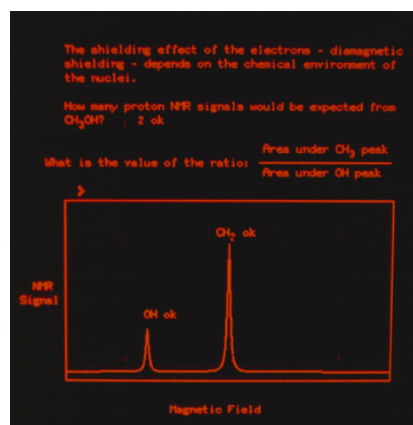 The shielding effect of the electrons - diamagnetic
shielding - depends on the chemical environment of
the nuclei.
How many proton NMR signals would be expected from
CH₃OH? 2 ok
What is the value of the ratio: Area under CH₃ peak
Area under OH peak
>
CH₃ ok
NMR
Signal
OH ok
Magnetic Field